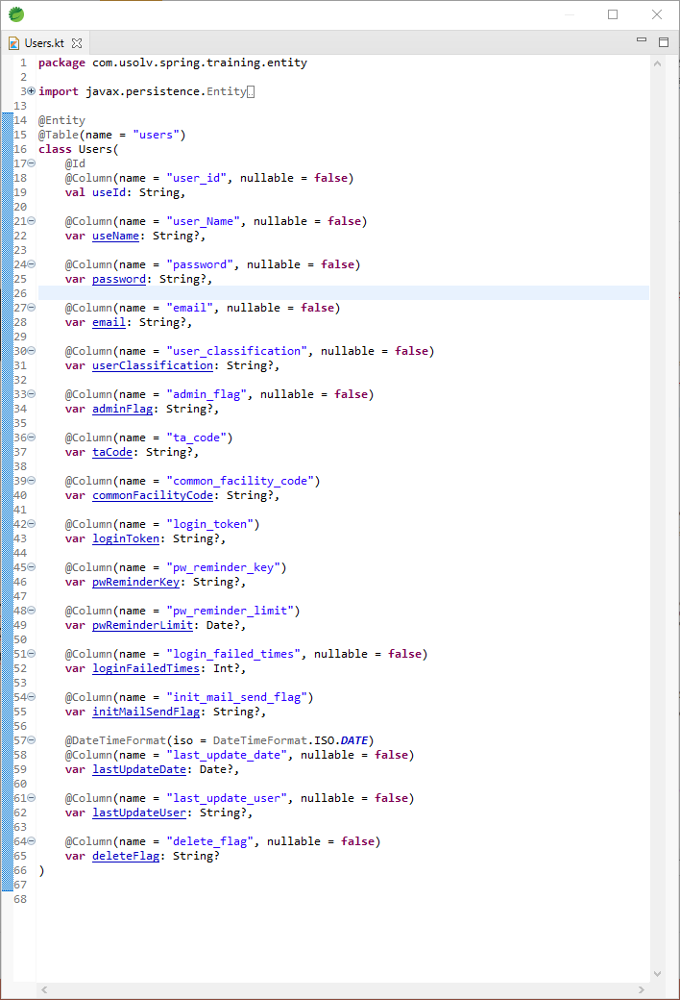 Users.kt
1 package com.usolv.spring.training.entity
2
3 import javax.persistence.Entity
13
14 @Entity
15 @Table(name = "users")
16 class Users(
17 @Id
18 @Column(name = "user_id", nullable = false)
19 val useId: String,
20
21 @Column(name = "user_Name", nullable = false)
22 var useName: String?,
23
24 @Column(name = "password", nullable = false)
25 var password: String?,
26
27 @Column(name = "email", nullable = false)
28 var email: String?,
29
30 @Column(name = "user_classification", nullable = false)
31 var userClassification: String?,
32
33 @Column(name = "admin_flag", nullable = false)
34 var adminFlag: String?,
35
36 @Column(name = "ta_code")
37 var taCode: String?,
38
39 @Column(name = "common_facility_code")
40 var commonFacilityCode: String?,
41
42 @Column(name = "login_token")
43 var loginToken: String?,
44
45 @Column(name = "pw_reminder_key")
46 var pwReminderKey: String?,
47
48 @Column(name = "pw_reminder_limit")
49 var pwReminderLimit: Date?,
50
51 @Column(name = "login_failed_times", nullable = false)
52 var loginFailedTimes: Int?,
53
54 @Column(name = "init_mail_send_flag")
55 var initMailSendFlag: String?,
56
57 @DateTimeFormat(iso = DateTimeFormat.ISO.DATE)
58 @Column(name = "last_update_date", nullable = false)
59 var lastUpdateDate: Date?,
60
61 @Column(name = "last_update_user", nullable = false)
62 var lastUpdateUser: String?,
63
64 @Column(name = "delete_flag", nullable = false)
65 var deleteFlag: String?
66 )
67
68